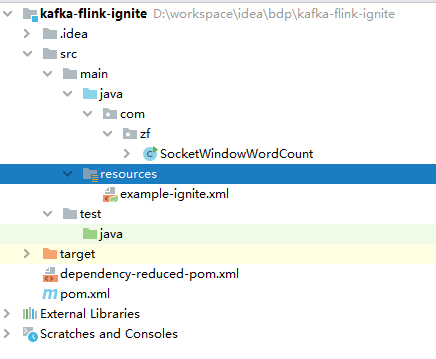 kafka-flink-ignite D:\workspace\idea\bdp\kafka-flink-ignite
.idea
src
main
java
com
zf
SocketWindowWordCount
resources
example-ignite.xml
test
java
target
dependency-reduced-pom.xml
pom.xml
External Libraries
Scratches and Consoles